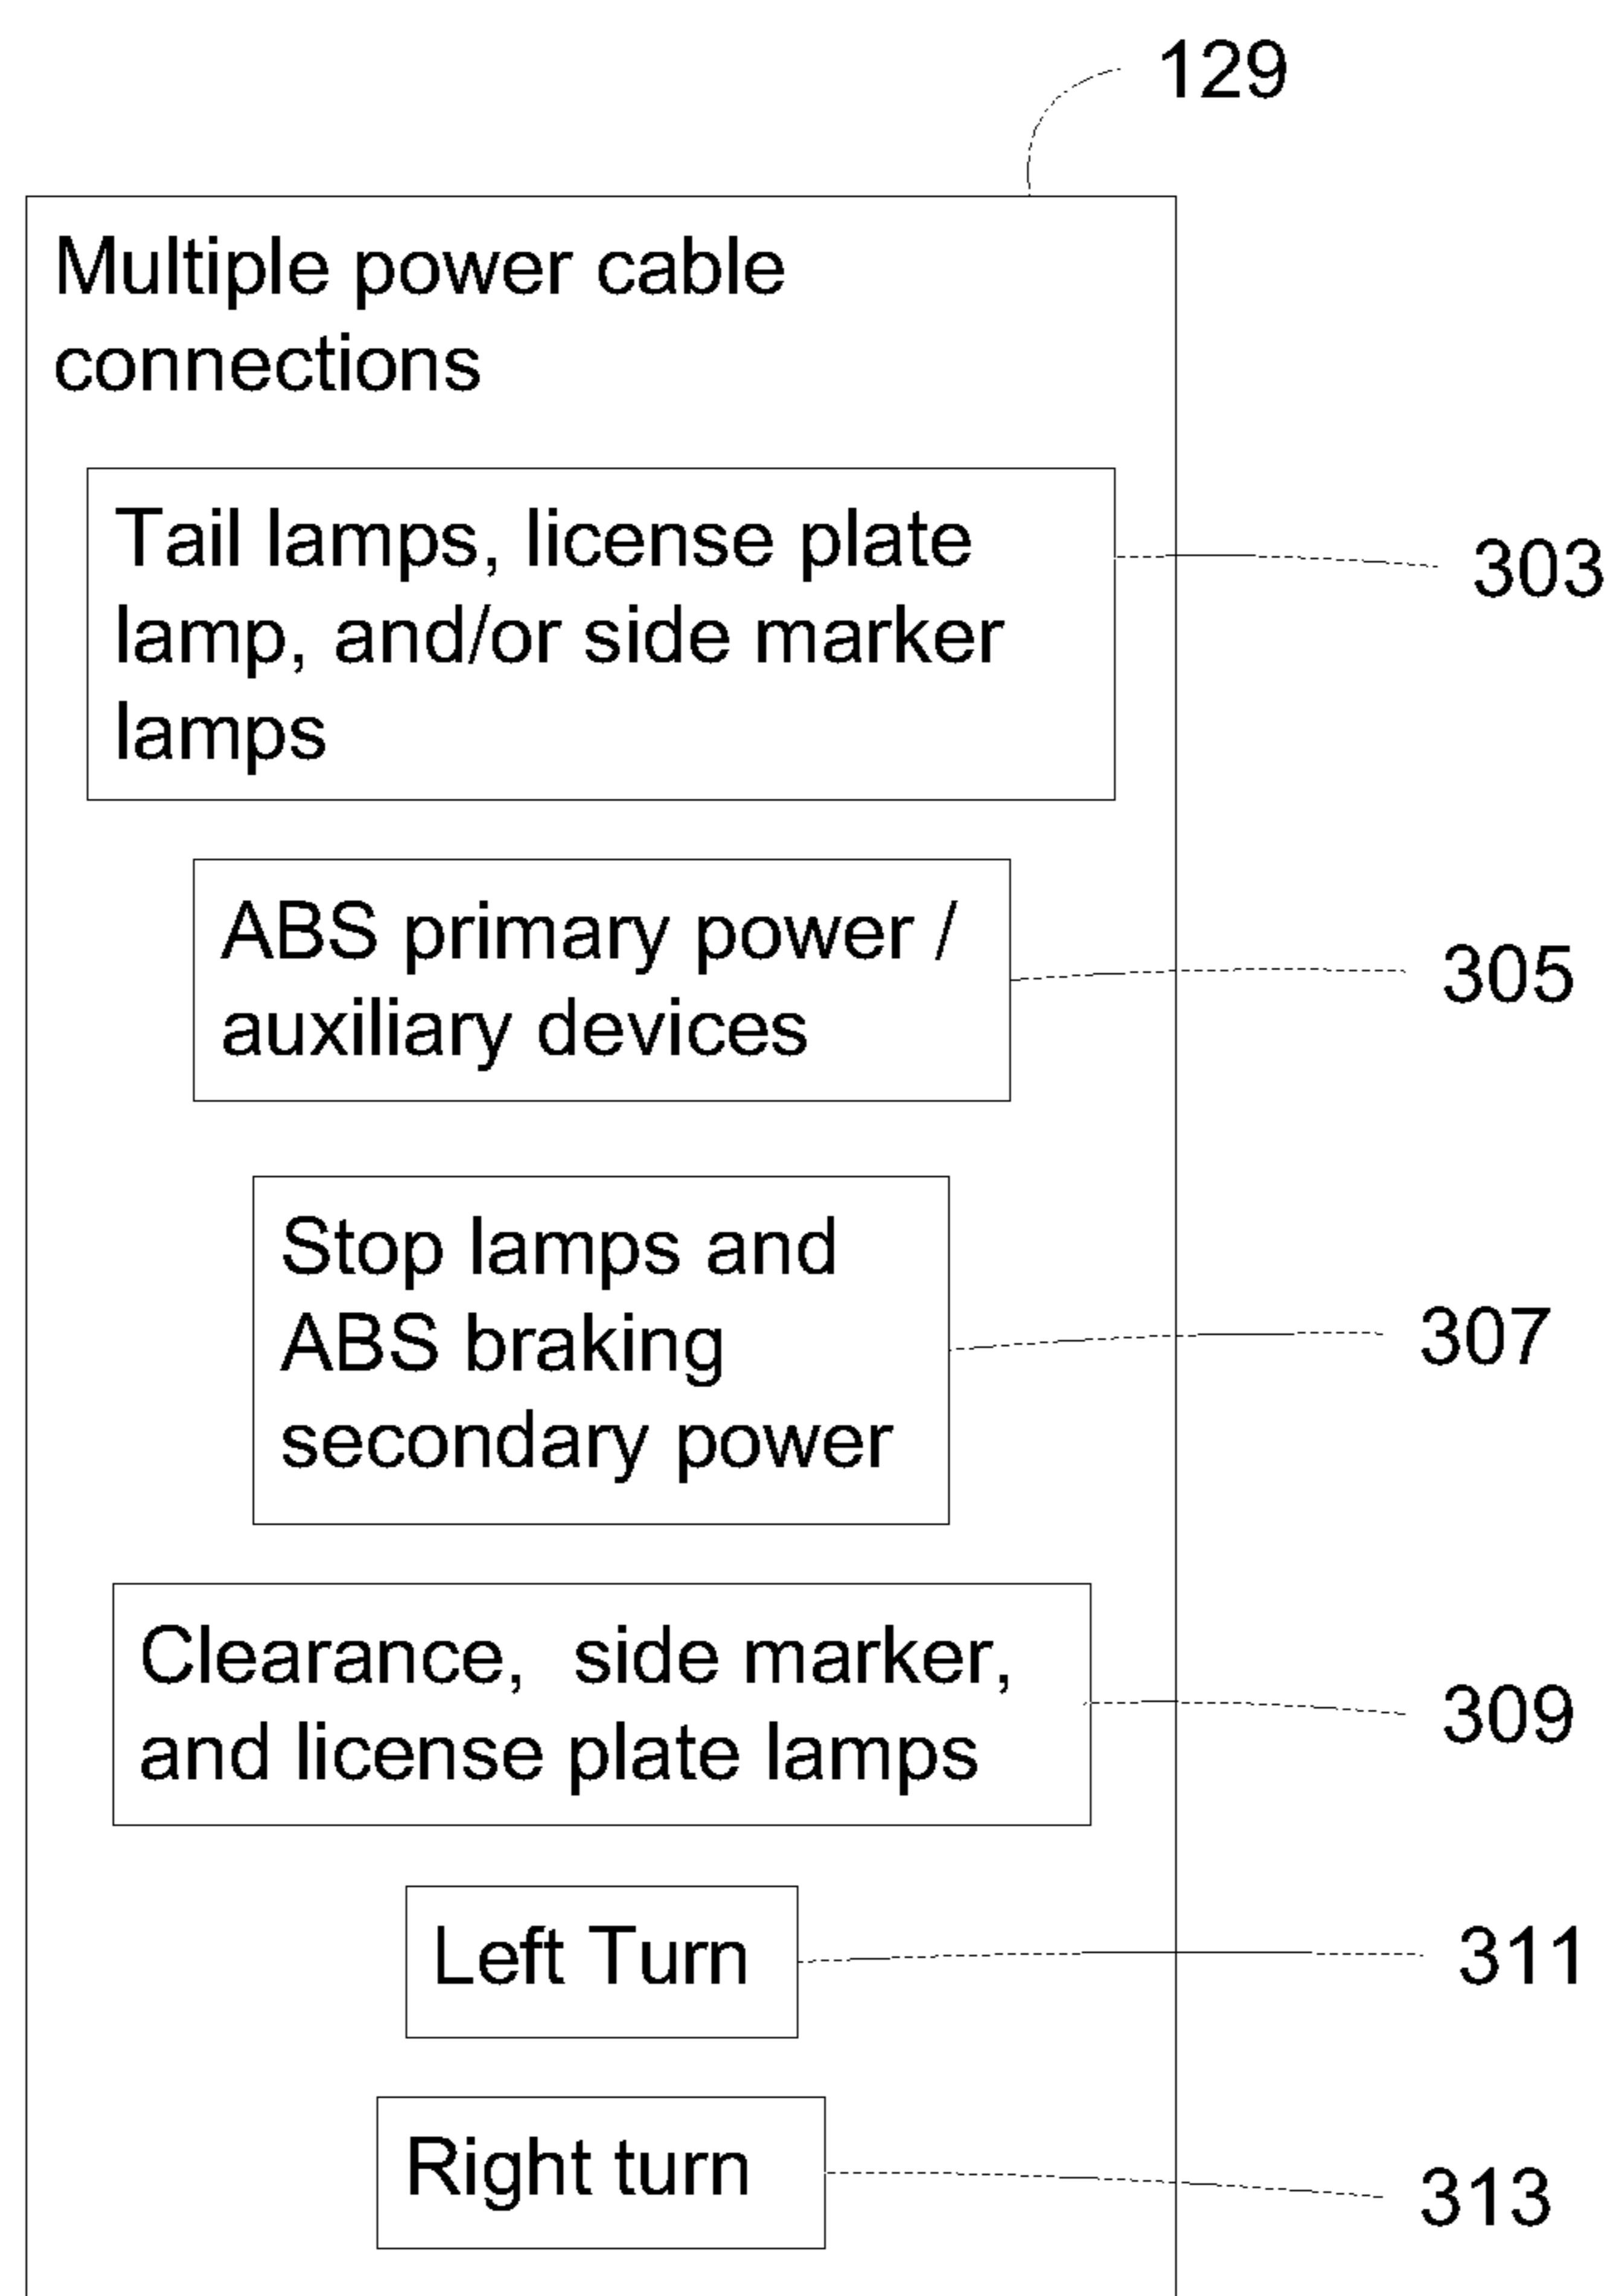 129
Multiple power cable
connections
Tail lamps, license plate
lamp, and/or side marker
lamps
303
ABS primary power /
auxiliary devices
305
Stop lamps and
ABS braking
secondary power
307
Clearance,  side marker,
and license plate lamps
309
Left Turn
311
Right turn
313